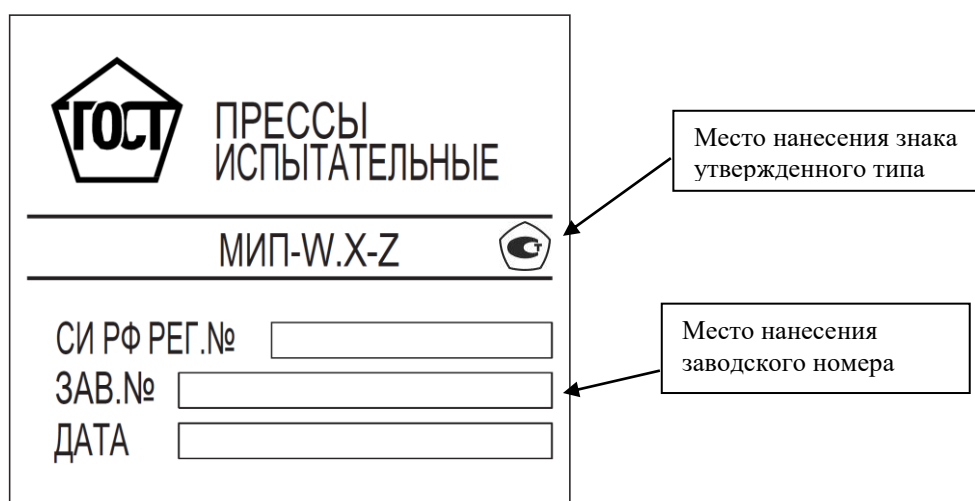 ГОСТ
ПРЕССЫ
ИСПЫТАТЕЛЬНЫЕ
МИП-W.X-Z
СИ РФ РЕГ.№
ЗАВ.№
ДАТА
Место нанесения знака
утвержденного типа
Место нанесения
заводского номера